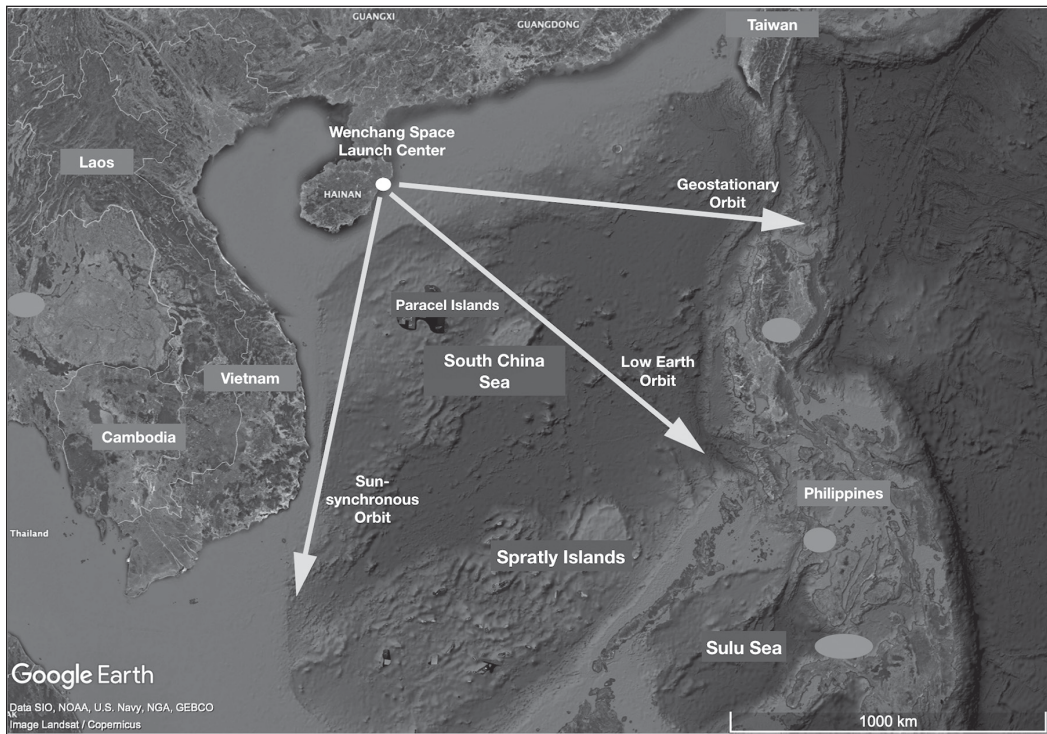 GUANGXI
GUANGDONG
Taiwan
Wenchang Space
Launch Center
Laos
HAINAN
Geostationary
Orbit
Paracel Islands
South China
Sea
Low Earth
Orbit
Vietnam
Cambodia
Sun-
synchronous
Orbit
Philippines
Thailand
Spratly Islands
Sulu Sea
Google Earth
Data SIO, NOAA, U.S. Navy, NGA, GEBCO
Image Landsat / Copernicus
1000 km